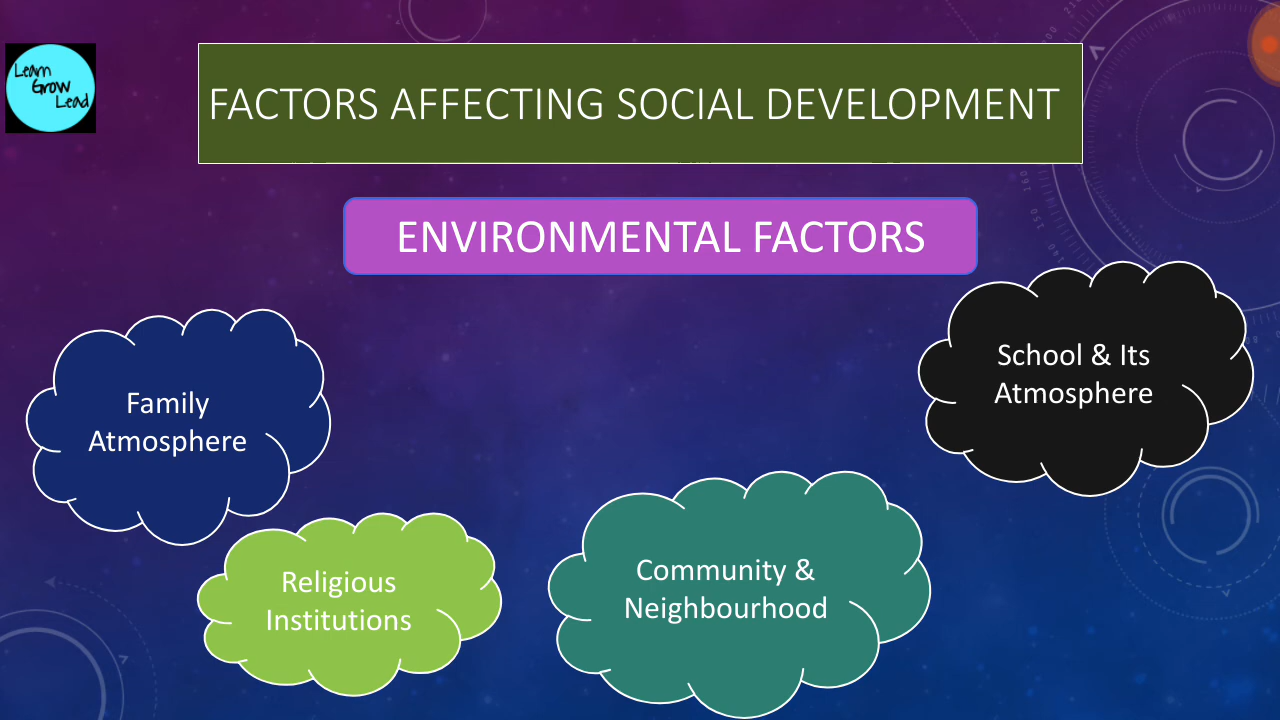 Learn
Grow
Lead
FACTORS AFFECTING SOCIAL DEVELOPMENT
ENVIRONMENTAL FACTORS
Family
Atmosphere
School & Its
Atmosphere
Religious
Institutions
Community &
Neighbourhood